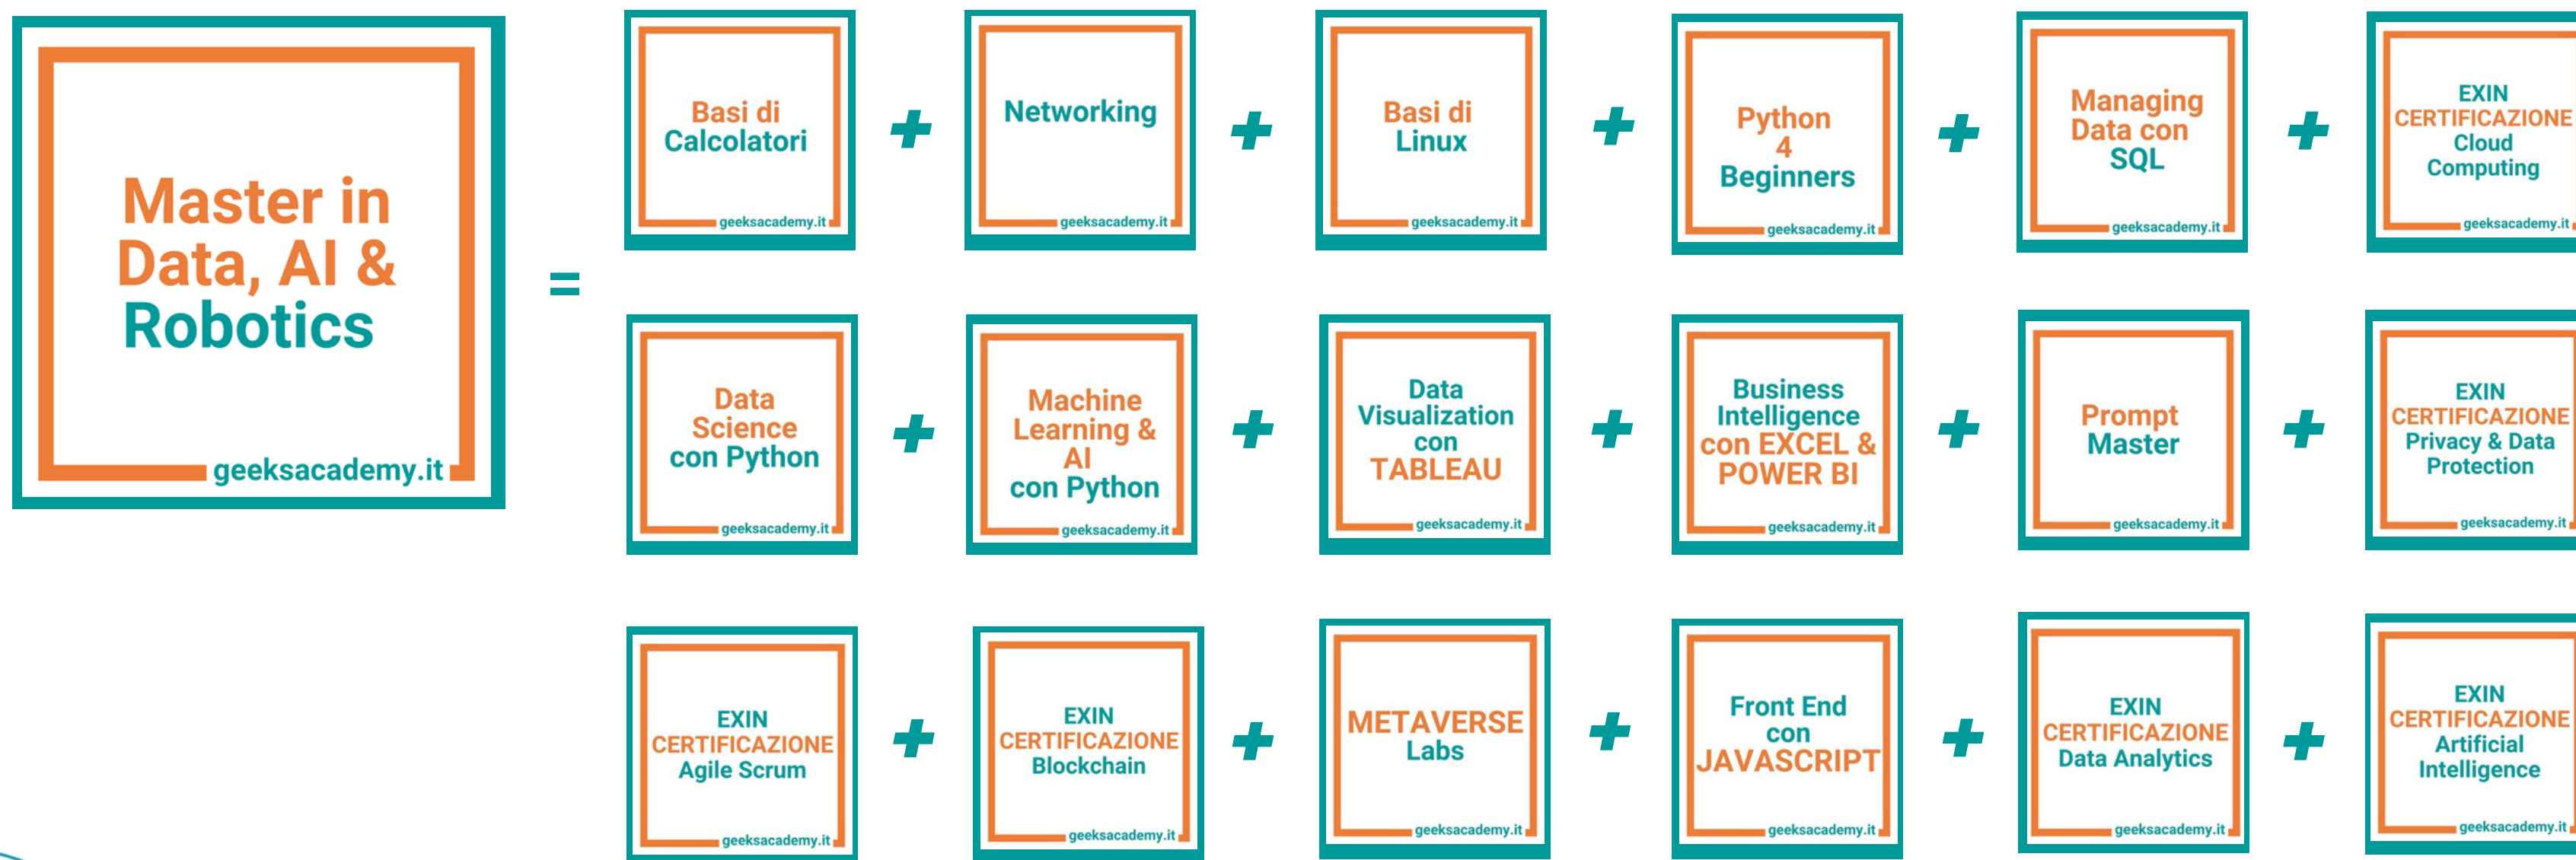 Master in
Data, AI &
Robotics
geeksacademy.it
=
Basi di
Calcolatori
geeksacademy.it
+
Networking
geeksacademy.it
+
Basi di
Linux
geeksacademy.it
+
Python
4
Beginners
geeksacademy.it
+
Managing
Data con
SQL
geeksacademy.it
+
EXIN
CERTIFICAZIONE
Cloud
Computing
geeksacademy.it
Data
Science
con Python
geeksacademy.it
+
Machine
Learning &
AI
con Python
geeksacademy.it
+
Data
Visualization
con
TABLEAU
geeksacademy.it
+
Business
Intelligence
con EXCEL &
POWER BI
geeksacademy.it
+
Prompt
Master
geeksacademy.it
+
EXIN
CERTIFICAZIONE
Privacy & Data
Protection
geeksacademy.it
EXIN
CERTIFICAZIONE
Agile Scrum
geeksacademy.it
+
EXIN
CERTIFICAZIONE
Blockchain
geeksacademy.it
+
METAVERSE
Labs
geeksacademy.it
+
Front End
con
JAVASCRIPT
geeksacademy.it
+
EXIN
CERTIFICAZIONE
Data Analytics
geeksacademy.it
+
EXIN
CERTIFICAZIONE
Artificial
Intelligence
geeksacademy.it